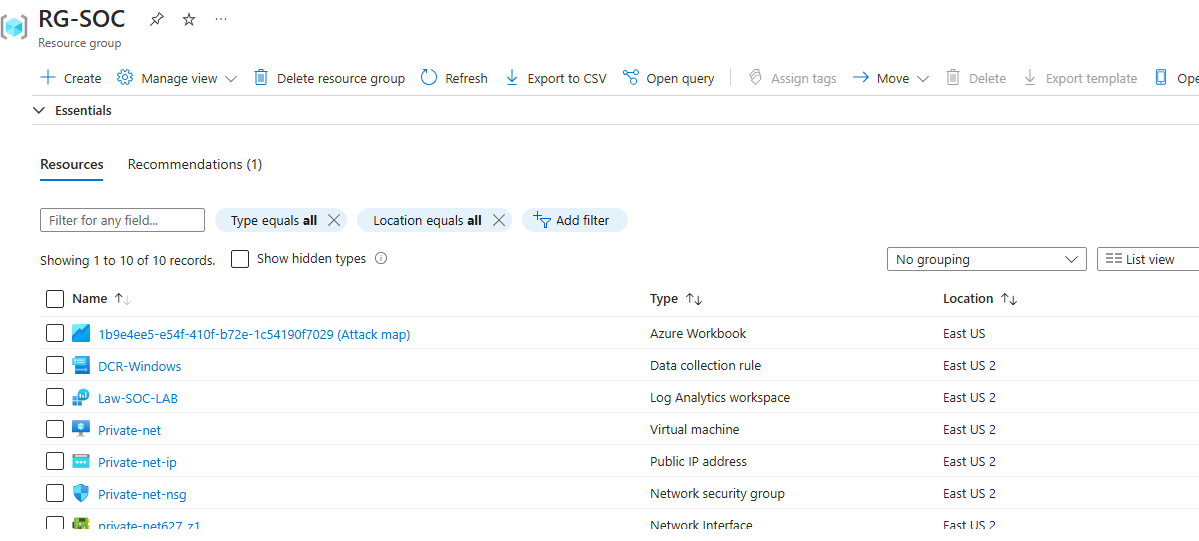 RG-SOC
Resource group
Create Manage view Delete resource group Refresh Export to CSV Open query Assign tags Move Delete Export template
Essentials
Resources Recommendations (1)
Filter for any field... Type equals all Location equals all Add filter
Showing 1 to 10 of 10 records. Show hidden types No grouping List view
Name Type Location
1b9e4ee5-e54f-410f-b72e-1c54190f7029 (Attack map) Azure Workbook East US
DCR-Windows Data collection rule East US 2
Law-SOC-LAB Log Analytics workspace East US 2
Private-net Virtual machine East US 2
Private-net-ip Public IP address East US 2
Private-net-nsg Network security group East US 2
private-net627_z1 Network Interface East US 2